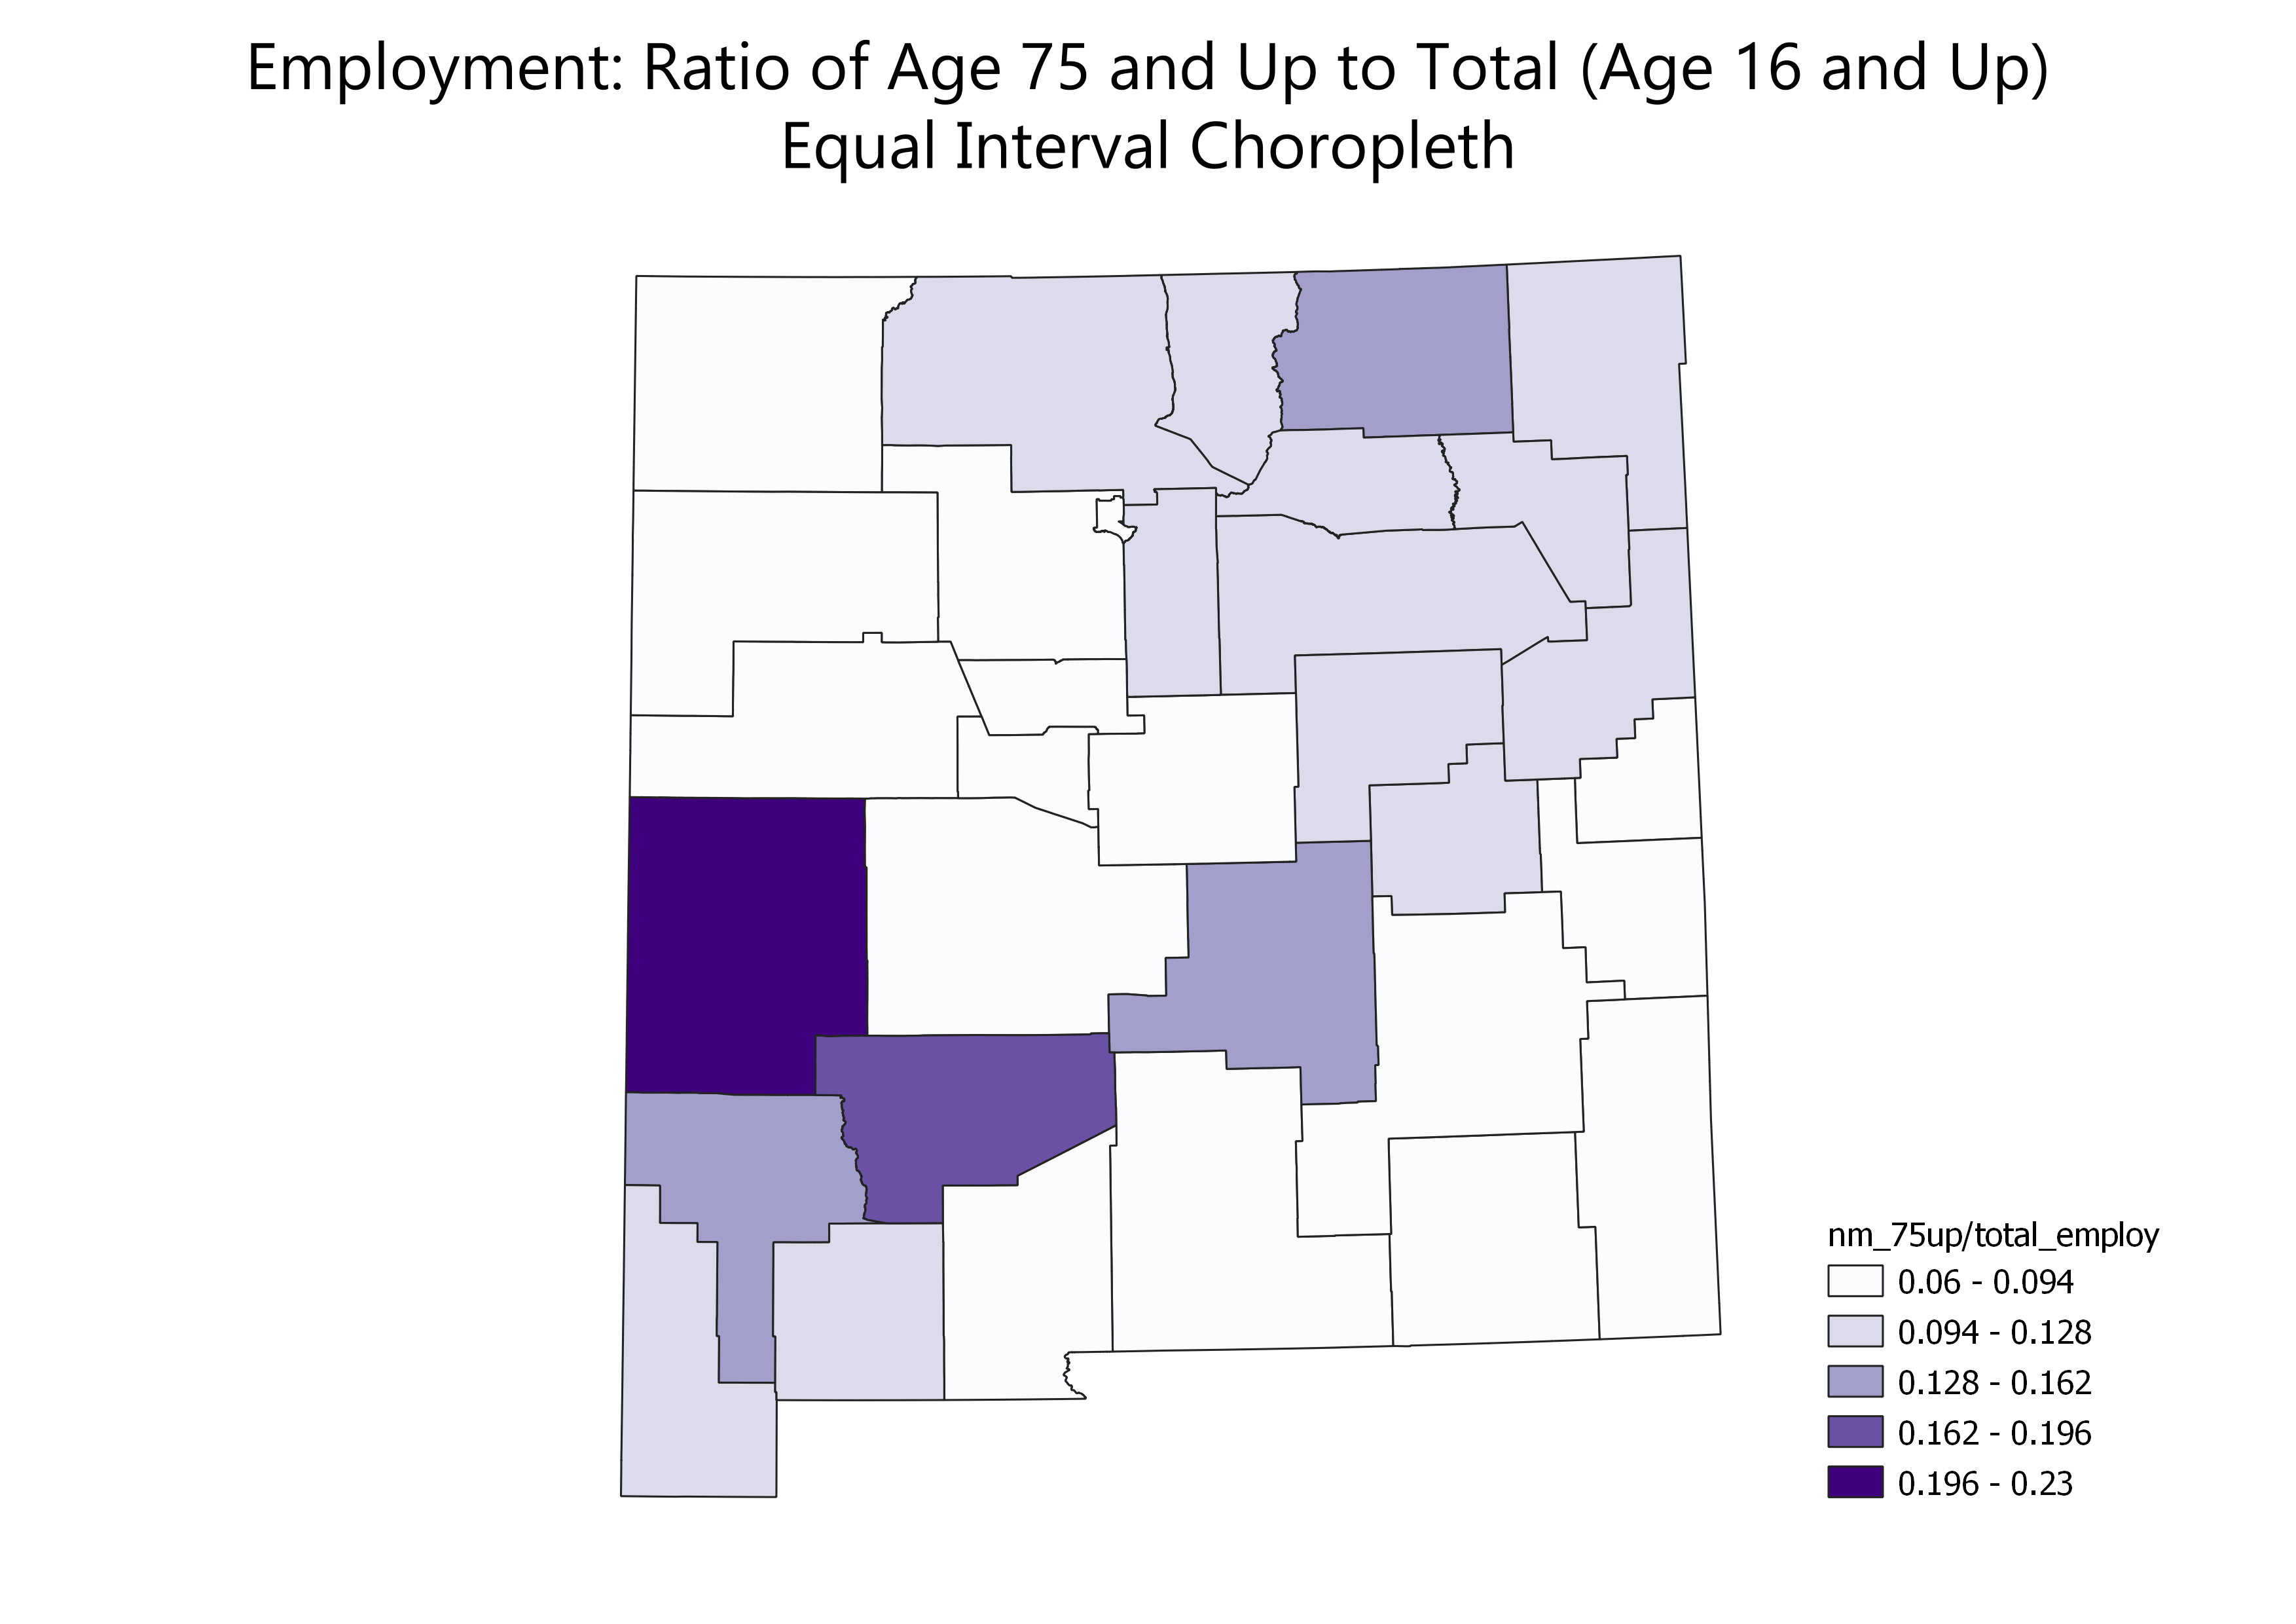 Employment: Ratio of Age 75 and Up to Total (Age 16 and Up)
Equal Interval Choropleth
nm_75up/total_employ
0.06 - 0.094
0.094 - 0.128
0.128 - 0.162
0.162 - 0.196
0.196 - 0.23